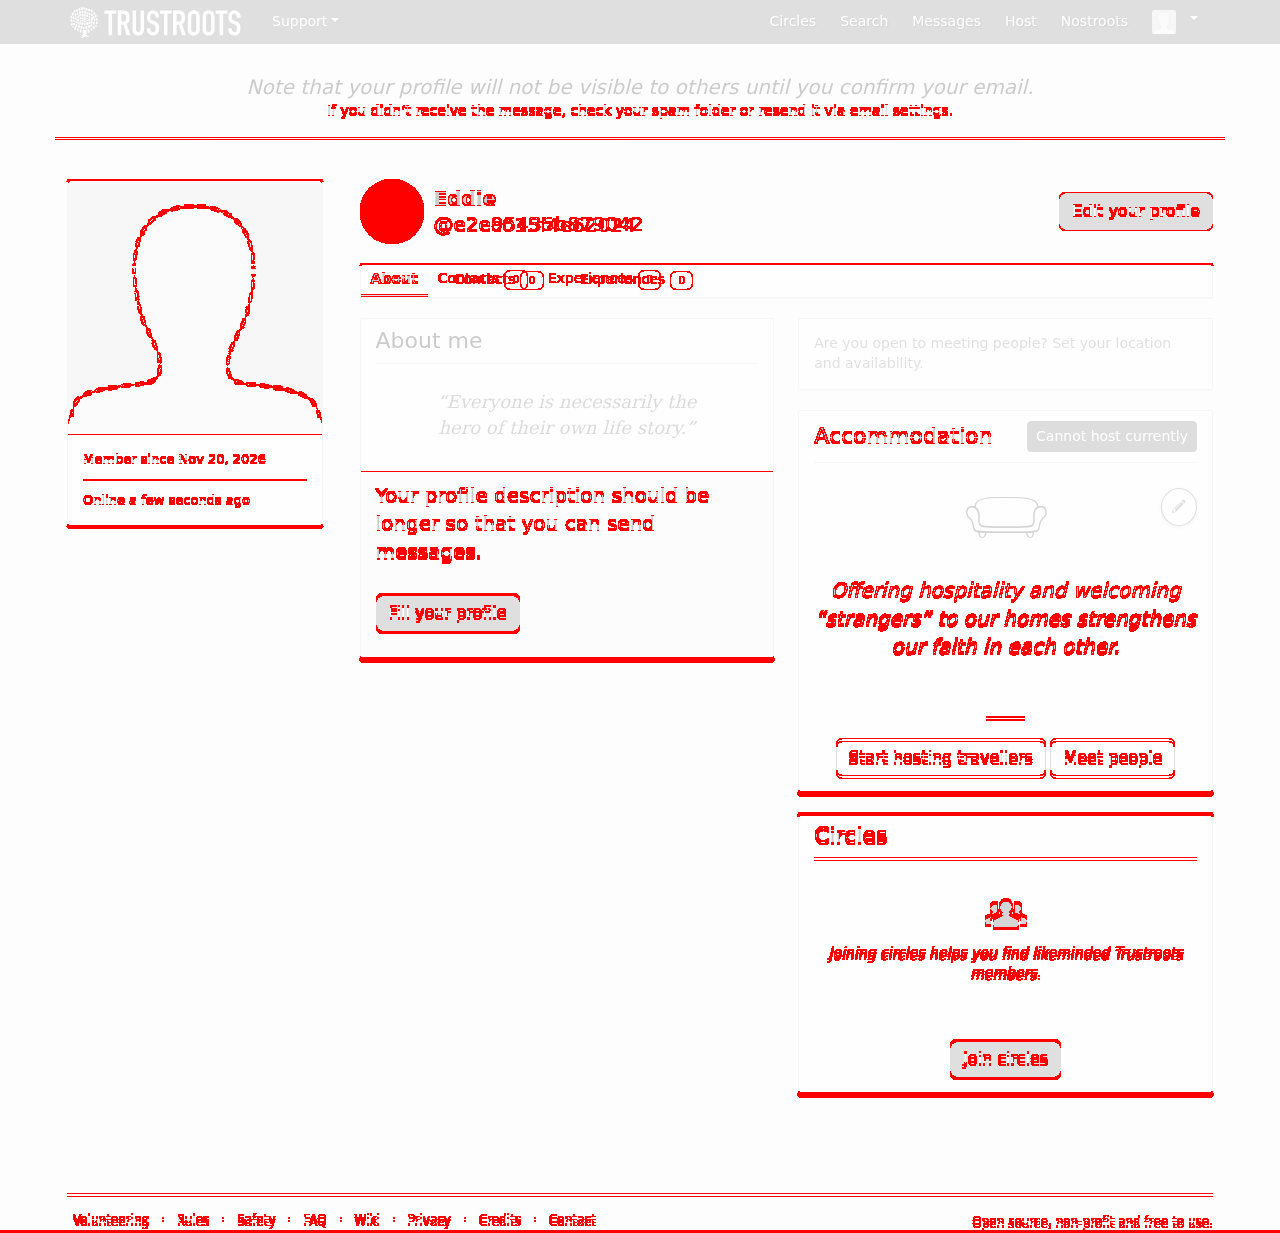 TRUSTROOTS Support Circles Search Messages Host Nostroots
Note that your profile will not be visible to others until you confirm your email.
If you didn't receive the message, check your spam folder or resend it via email settings.
Eddie
Edit your profile
About Contacts 0 Experiences
About me
“Everyone is necessarily the
hero of their own life story.”
Your profile description should be
longer so that you can send
messages.
Fill your profile
Member since Nov 20, 2026
Online a few seconds ago
Are you open to meeting people? Set your location
and availability.
Accommodation Cannot host currently
Offering hospitality and welcoming
“strangers” to our homes strengthens
our faith in each other.
Start hosting travellers Meet people
Circles
Joining circles helps you find likeminded Trustroots
members.
Join circles
Volunteering · Rules · Safety · FAQ · Wiki · Privacy · Credits · Contact
Open source, non-profit and free to use.